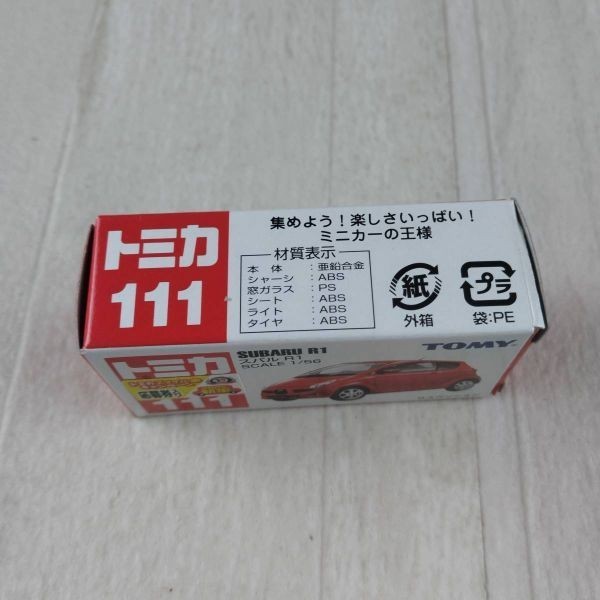 トミカ
111
集めよう！楽しさいっぱい！
ミニカーの王様
材質表示
本体：亜鉛合金
シャーシ：ABS
窓ガラス：PS
シート：ABS
ライト：ABS
タイヤ：ABS
紙
外箱
プラ
袋：PE
トミカ
111
SUBARU R1
スバル R1
SCALE 1/56
TOMY